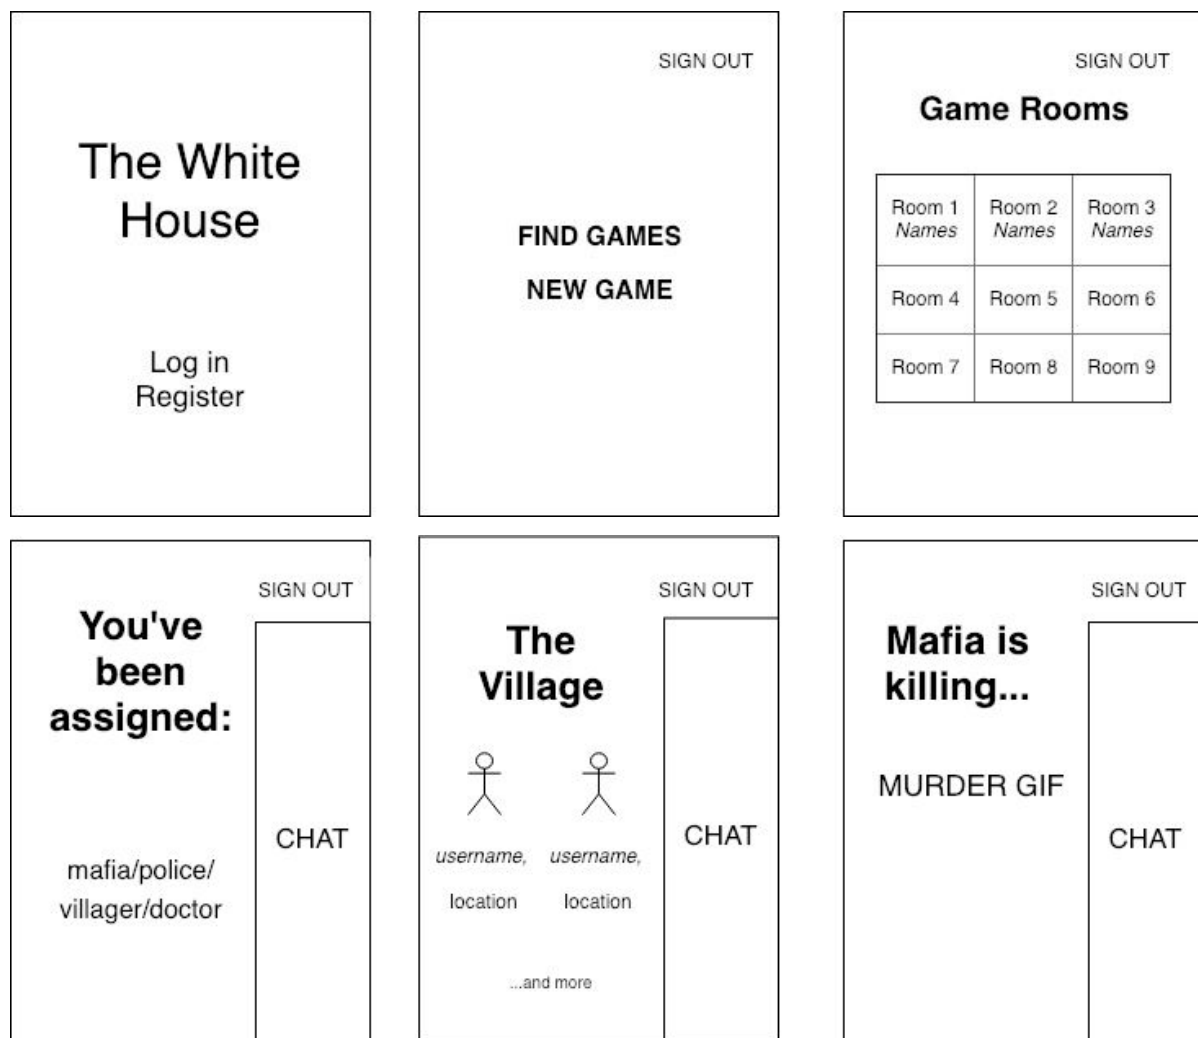 The White
House
Log in
Register
SIGN OUT
FIND GAMES
NEW GAME
SIGN OUT
Game Rooms
Room 1 Room 2 Room 3
Names Names Names
Room 4 Room 5 Room 6
Room 7 Room 8 Room 9
SIGN OUT
You've
been
assigned:
mafia/police/
villager/doctor
CHAT
SIGN OUT
The
Village
username, username,
location location
...and more
CHAT
SIGN OUT
Mafia is
killing...
MURDER GIF
CHAT